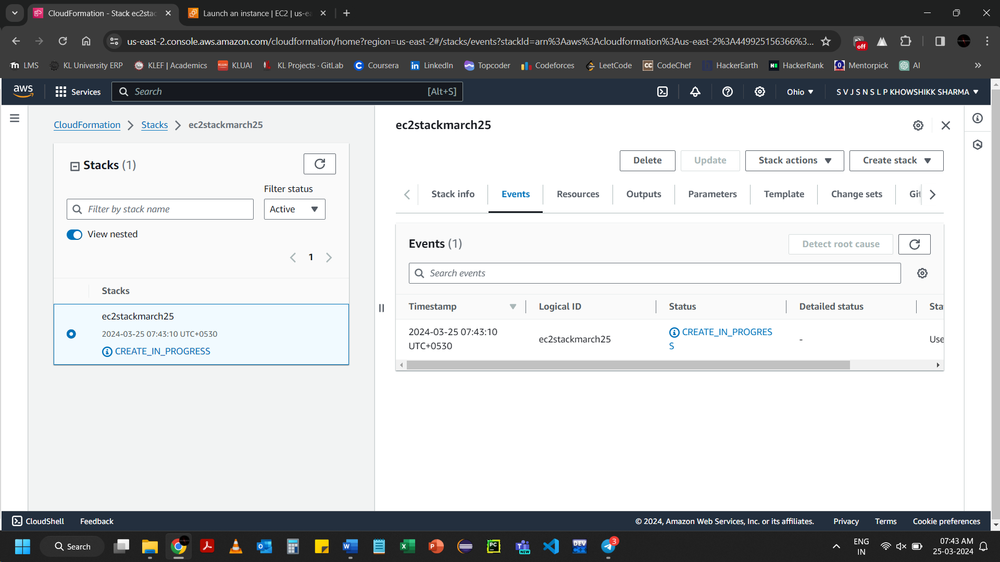 CloudFormation - Stack ec2stac
Launch an instance | EC2 | us-ea
us-east-2.console.aws.amazon.com/cloudformation/home?region=us-east-2#/stacks/events?stackId=arn%3Aaws%3Acloudformation%3Aus-east-2%3A449925156366%3...
off
LMS
KL University ERP
KLEF | Academics
KLUAI
KL Projects · GitLab
Coursera
LinkedIn
Topcoder
Codeforces
LeetCode
CodeChef
HackerEarth
HackerRank
Mentorpick
AI
aws
Services
Search
[Alt+S]
Ohio
S V J S N S L P KHOWSHIKK SHARMA
CloudFormation
Stacks
ec2stackmarch25
Stacks (1)
Filter status
Filter by stack name
Active
View nested
1
Stacks
ec2stackmarch25
2024-03-25 07:43:10 UTC+0530
CREATE_IN_PROGRESS
ec2stackmarch25
Delete
Update
Stack actions
Create stack
Stack info
Events
Resources
Outputs
Parameters
Template
Change sets
Git
Events (1)
Detect root cause
Search events
Timestamp
Logical ID
Status
Detailed status
Sta
2024-03-25 07:43:10
UTC+0530
ec2stackmarch25
CREATE_IN_PROGRES
S
-
Use
CloudShell
Feedback
© 2024, Amazon Web Services, Inc. or its affiliates.
Privacy
Terms
Cookie preferences
Search
NEW
DEV
3
ENG
IN
07:43 AM
25-03-2024